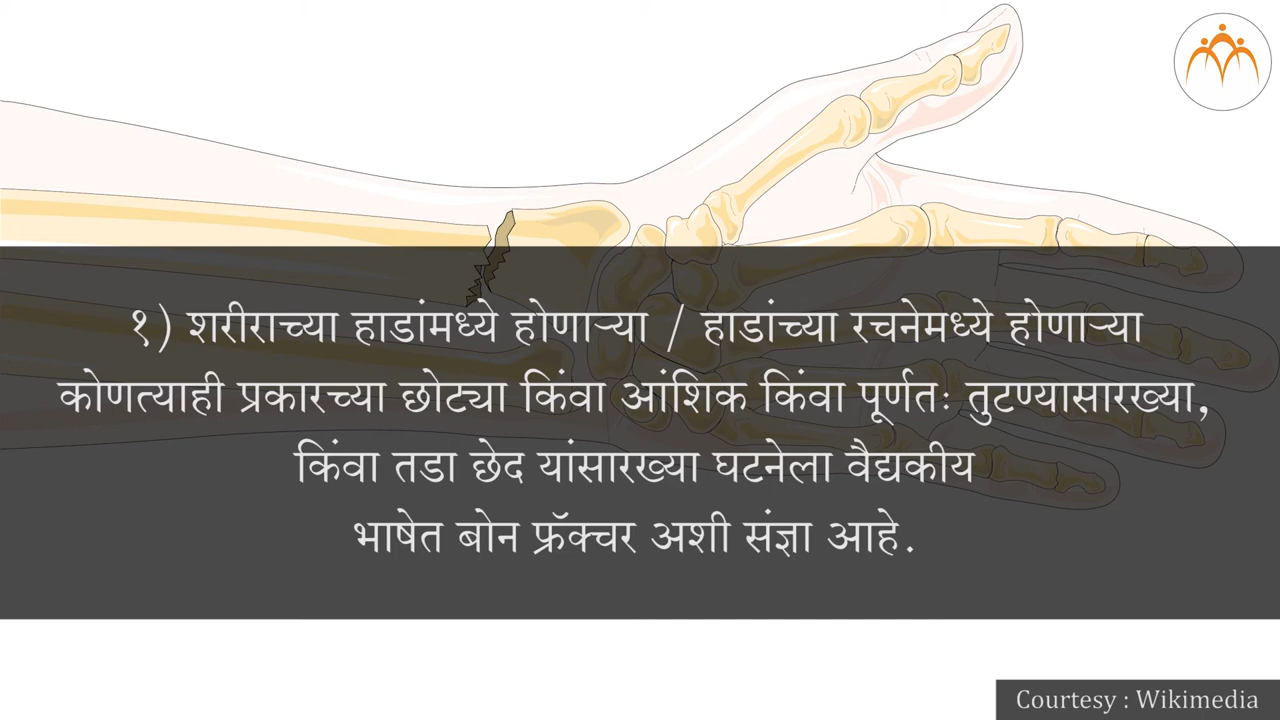 १) शरीराच्या हाडांमध्ये होणाऱ्या / हाडांच्या रचनेमध्ये होणाऱ्या
कोणत्याही प्रकारच्या छोट्या किंवा आंशिक किंवा पूर्णतः तुटण्यासारख्या,
किंवा तडा छेद यांसारख्या घटनेला वैद्यकीय
भाषेत बोन फ्रॅक्चर अशी संज्ञा आहे.
Courtesy : Wikimedia